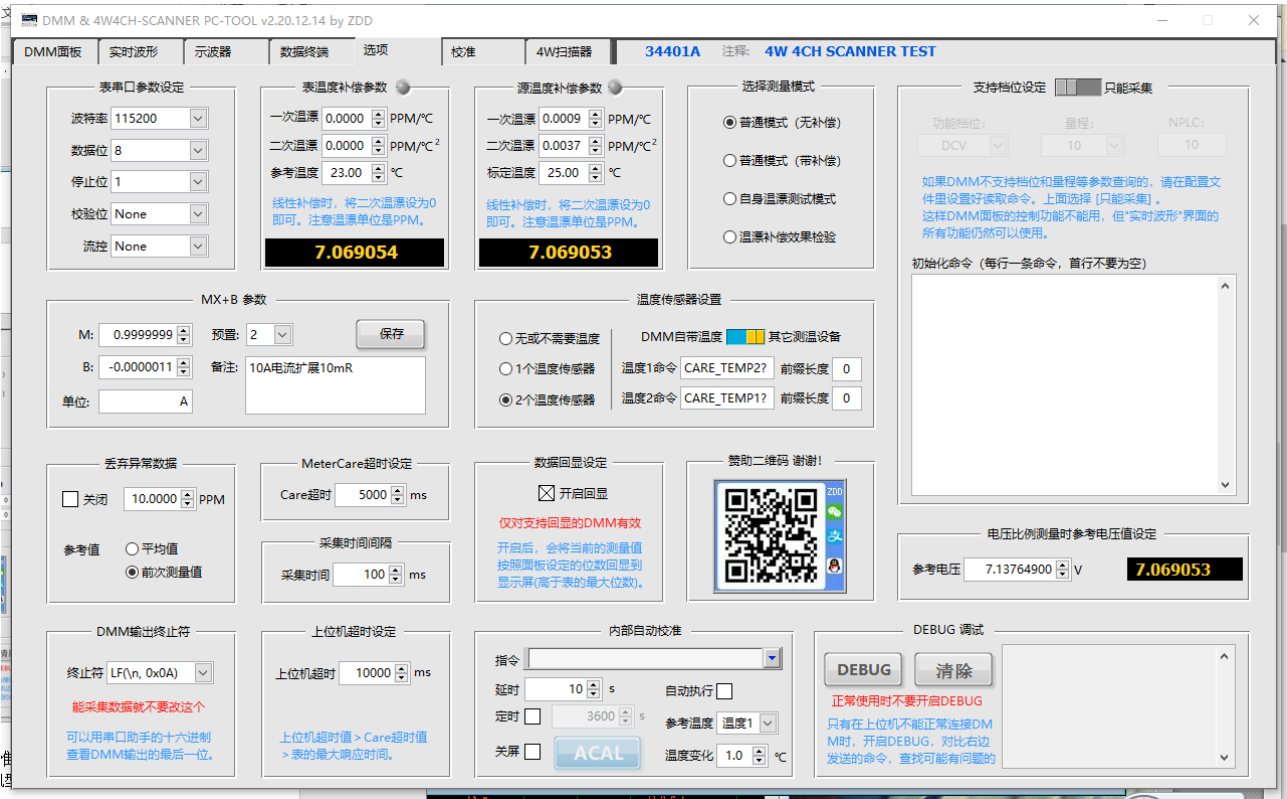 DMM & 4W4CH-SCANNER PC-TOOL v2.20.12.14 by ZDD
DMM面板 实时波形 示波器 数据终端 选项 校准 4W扫描器 34401A 注释: 4W 4CH SCANNER TEST
表串口参数设定
波特率 115200
数据位 8
停止位 1
校验位 None
流控 None
表温度补偿参数
一次温漂 0.0000 PPM/℃
二次温漂 0.0000 PPM/℃²
参考温度 23.00 ℃
线性补偿时，将二次温漂设为0
即可。注意温漂单位是PPM。
7.069054
源温度补偿参数
一次温漂 0.0009 PPM/℃
二次温漂 0.0037 PPM/℃²
标定温度 25.00 ℃
线性补偿时，将二次温漂设为0
即可。注意温漂单位是PPM。
7.069053
选择测量模式
普通模式（无补偿）
普通模式（带补偿）
自身温漂测试模式
温漂补偿效果检验
支持档位设定 只能采集
功能档位: 量程: NPLC:
DCV 10 10
如果DMM不支持档位和量程等参数查询的，请在配置文
件里设置好读取命令。上面选择 [只能采集] 。
这样DMM面板的控制功能不能用，但"实时波形"界面的
所有功能仍然可以使用。
初始化命令（每行一条命令，首行不要为空）
MX+B 参数
M: 0.9999999 预置: 2 保存
B: -0.0000011 备注: 10A电流扩展10mR
单位: A
温度传感器设置
无或不需要温度 DMM自带温度 其它测温设备
1个温度传感器 温度1命令 CARE_TEMP2? 前缀长度 0
2个温度传感器 温度2命令 CARE_TEMP1? 前缀长度 0
丢弃异常数据
关闭 10.0000 PPM
参考值 平均值
前次测量值
MeterCare超时设定
Care超时 5000 ms
采集时间间隔
采集时间 100 ms
数据回显设定
开启回显
仅对支持回显的DMM有效
开启后，会将当前的测量值
按照面板设定的位数回显到
显示屏(高于表的最大位数)。
赞助二维码 谢谢!
ZDD
电压比例测量时参考电压值设定
参考电压 7.13764900 V 7.069053
DMM输出终止符
终止符 LF(\n, 0x0A)
能采集数据就不要改这个
可以用串口助手的十六进制
查看DMM输出的最后一位。
上位机超时设定
上位机超时 10000 ms
上位机超时值＞Care超时值
＞表的最大响应时间。
内部自动校准
指令
延时 10 s 自动执行
定时 3600 s 参考温度 温度1
关屏 ACAL 温度变化 1.0 ℃
DEBUG 调试
DEBUG 清除
正常使用时不要开启DEBUG
只有在上位机不能正常连接DM
M时，开启DEBUG，对比右边
发送的命令，查找可能有问题的